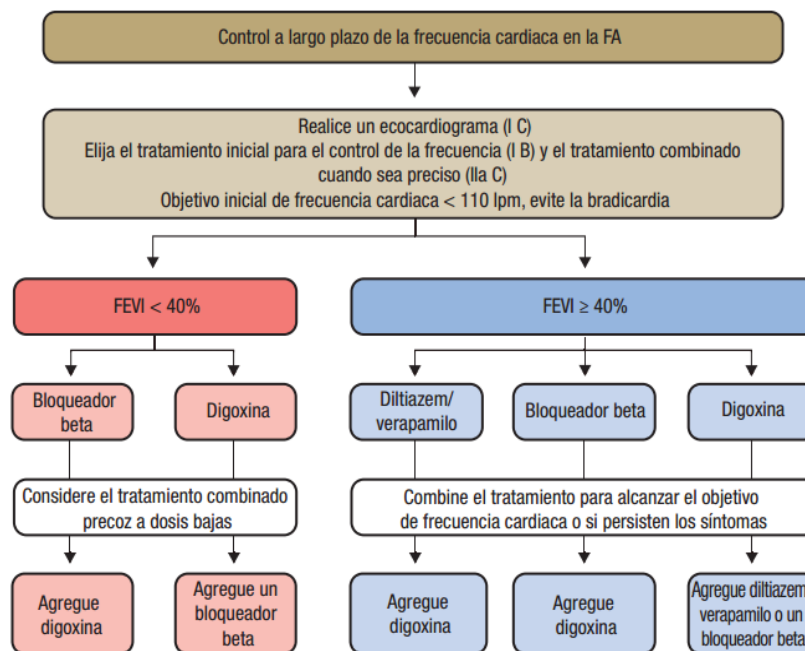 Control a largo plazo de la frecuencia cardiaca en la FA
Realice un ecocardiograma (I C)
Elija el tratamiento inicial para el control de la frecuencia (I B) y el tratamiento combinado
cuando sea preciso (IIa C)
Objetivo inicial de frecuencia cardiaca < 110 lpm, evite la bradicardia
FEVI < 40%
FEVI ≥ 40%
Bloqueador
beta
Digoxina
Diltiazem/
verapamilo
Bloqueador beta
Digoxina
Considere el tratamiento combinado
precoz a dosis bajas
Combine el tratamiento para alcanzar el objetivo
de frecuencia cardiaca o si persisten los síntomas
Agregue
digoxina
Agregue un
bloqueador
beta
Agregue
digoxina
Agregue
digoxina
Agregue diltiazem
verapamilo o un
bloqueador beta